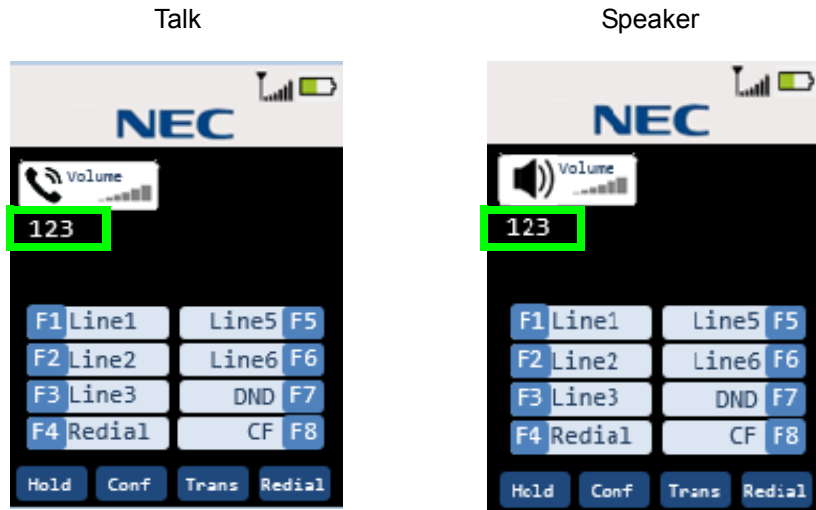 Talk Speaker
NEC NEC
Volume Volume
123 123
F1 Line1 Line5 F5 F1 Line1 Line5 F5
F2 Line2 Line6 F6 F2 Line2 Line6 F6
F3 Line3 DND F7 F3 Line3 DND F7
F4 Redial CF F8 F4 Redial CF F8
Hold Conf Trans Redial Hold Conf Trans Redial